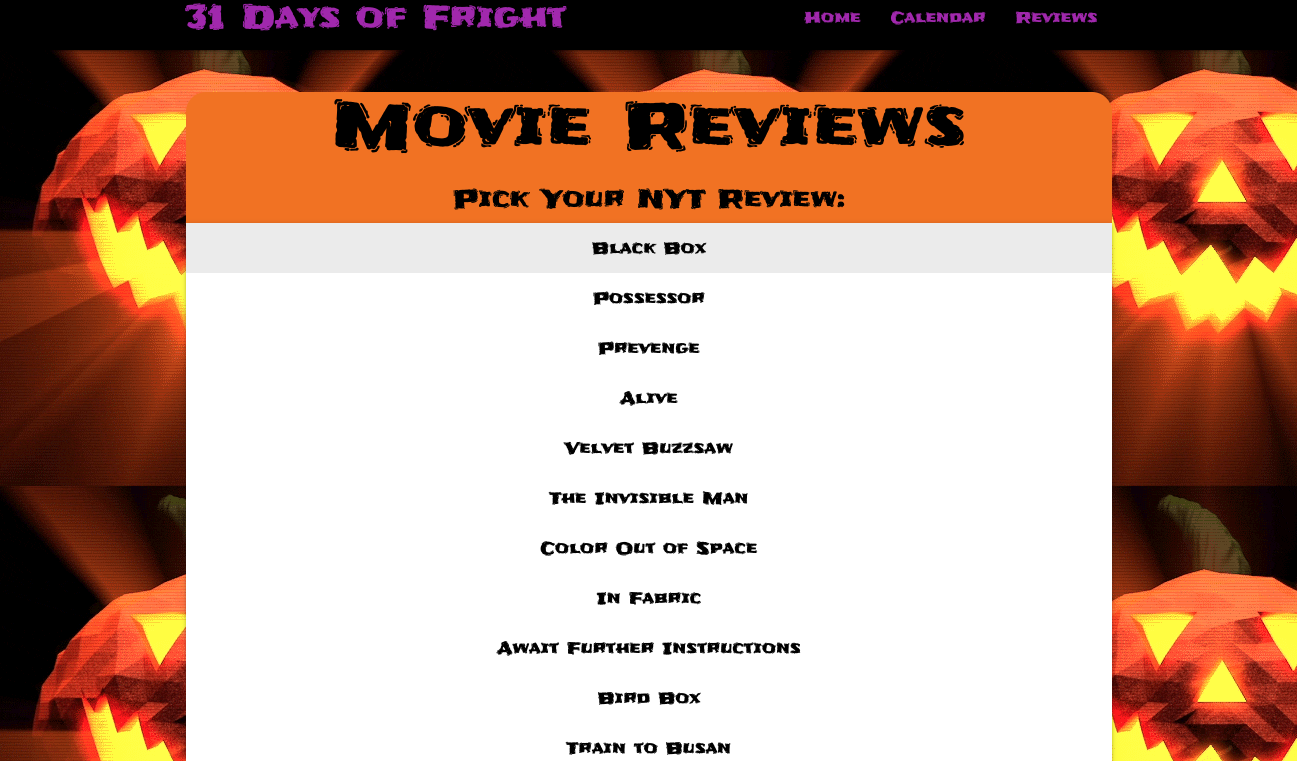 31 Days of Fright
Home Calendar Reviews
Movie Reviews
Pick Your NYT Review:
Black Box
Possessor
Prevenge
Alive
Velvet Buzzsaw
The Invisible Man
Color Out of Space
In Fabric
Await Further Instructions
Bird Box
Train to Busan